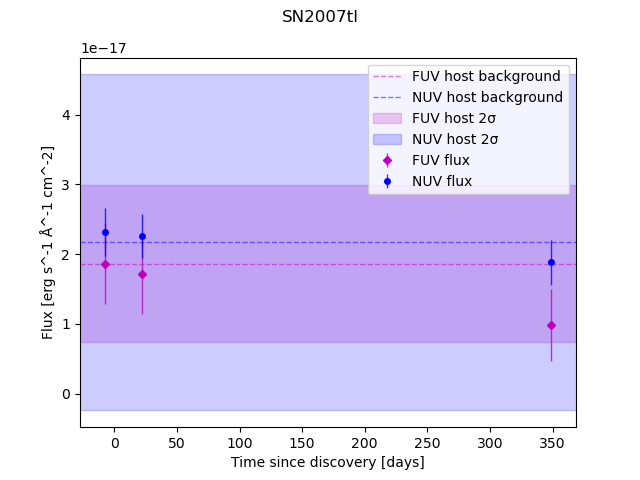 SN2007tl
1e−17
FUV host background
NUV host background
FUV host 2σ
NUV host 2σ
FUV flux
NUV flux
4
3
2
1
0
Flux [erg s^-1 Å^-1 cm^-2]
0 50 100 150 200 250 300 350
Time since discovery [days]